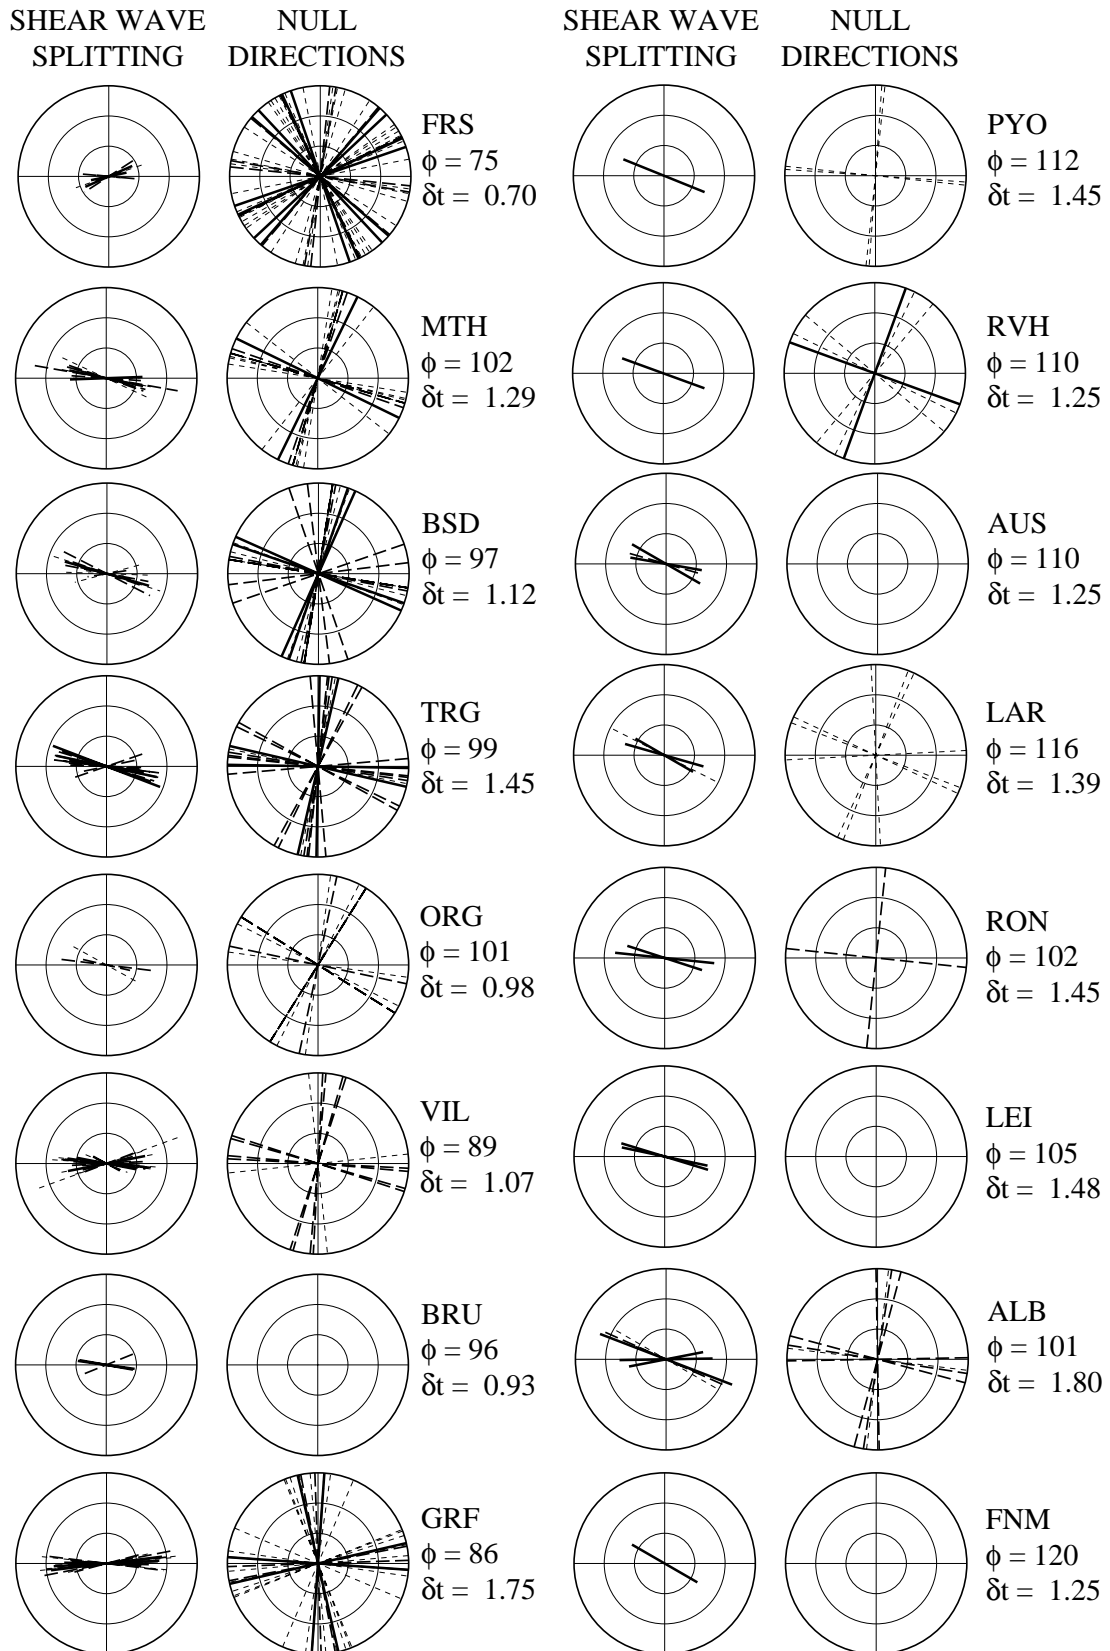 SHEAR WAVE
SPLITTING
NULL
DIRECTIONS
FRS
ϕ = 75
δt = 0.70
MTH
ϕ = 102
δt = 1.29
BSD
ϕ = 97
δt = 1.12
TRG
ϕ = 99
δt = 1.45
ORG
ϕ = 101
δt = 0.98
VIL
ϕ = 89
δt = 1.07
BRU
ϕ = 96
δt = 0.93
GRF
ϕ = 86
δt = 1.75
SHEAR WAVE
SPLITTING
NULL
DIRECTIONS
PYO
ϕ = 112
δt = 1.45
RVH
ϕ = 110
δt = 1.25
AUS
ϕ = 110
δt = 1.25
LAR
ϕ = 116
δt = 1.39
RON
ϕ = 102
δt = 1.45
LEI
ϕ = 105
δt = 1.48
ALB
ϕ = 101
δt = 1.80
FNM
ϕ = 120
δt = 1.25